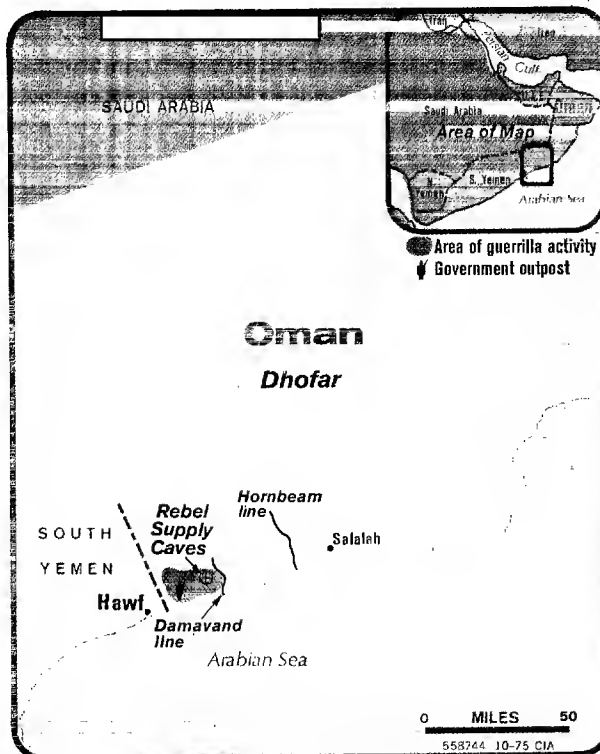 SAUDI ARABIA
Iran
Iran
Persian
Gulf
Saudi Arabia
Oman
Area of Map
N.
Yemen
S. Yemen
Arabian Sea
Area of guerrilla activity
Government outpost
Oman
Dhofar
Hornbeam
line
Rebel
Supply
Caves
Salalah
SOUTH
YEMEN
Hawf
Damavand
line
Arabian Sea
0 MILES 50
558744 10-75 CIA